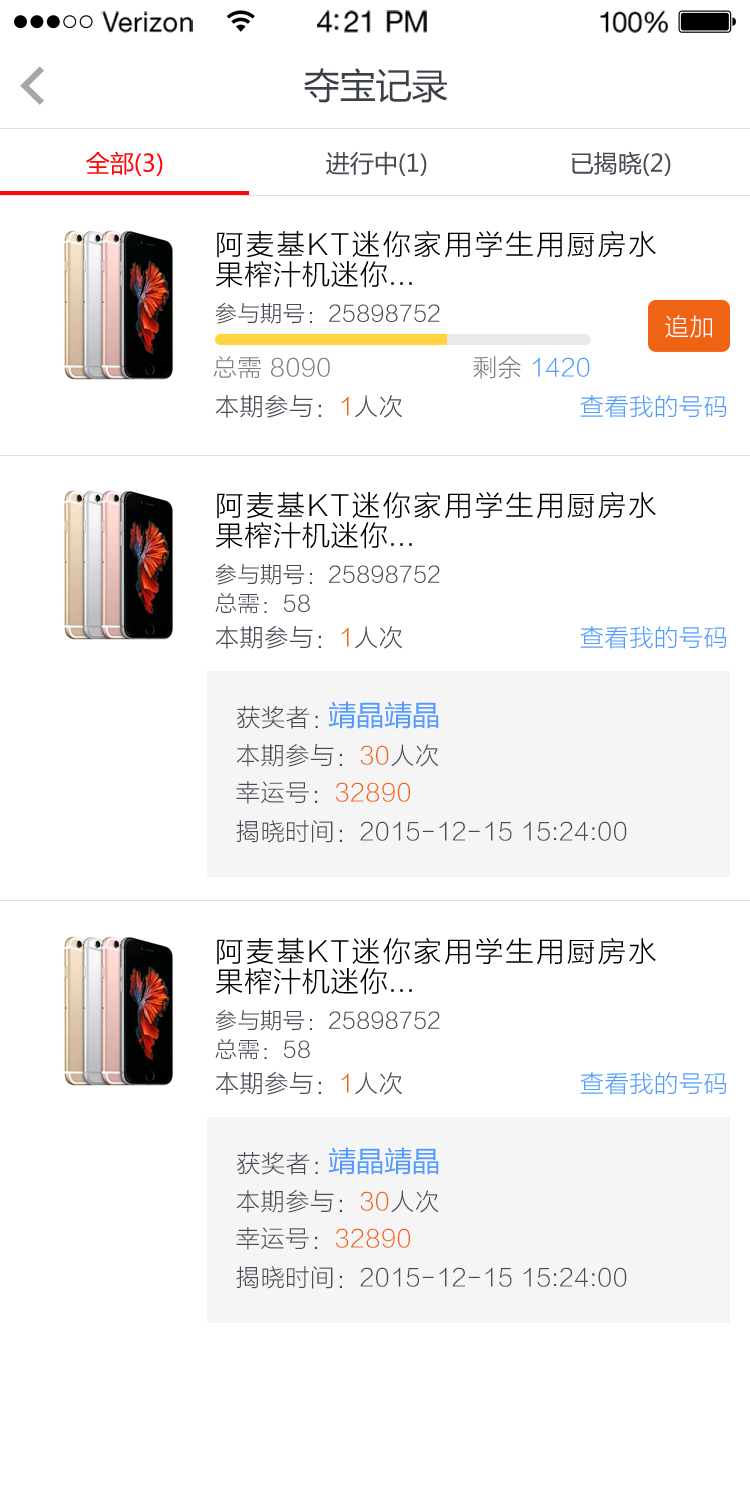 Verizon 4:21 PM 100%
夺宝记录
全部(3) 进行中(1) 已揭晓(2)
阿麦基KT迷你家用学生用厨房水
果榨汁机迷你...
参与期号：25898752
追加
总需 8090 剩余 1420
本期参与：1人次 查看我的号码
阿麦基KT迷你家用学生用厨房水
果榨汁机迷你...
参与期号：25898752
总需：58
本期参与：1人次 查看我的号码
获奖者：靖晶靖晶
本期参与：30人次
幸运号：32890
揭晓时间：2015-12-15 15:24:00
阿麦基KT迷你家用学生用厨房水
果榨汁机迷你...
参与期号：25898752
总需：58
本期参与：1人次 查看我的号码
获奖者：靖晶靖晶
本期参与：30人次
幸运号：32890
揭晓时间：2015-12-15 15:24:00